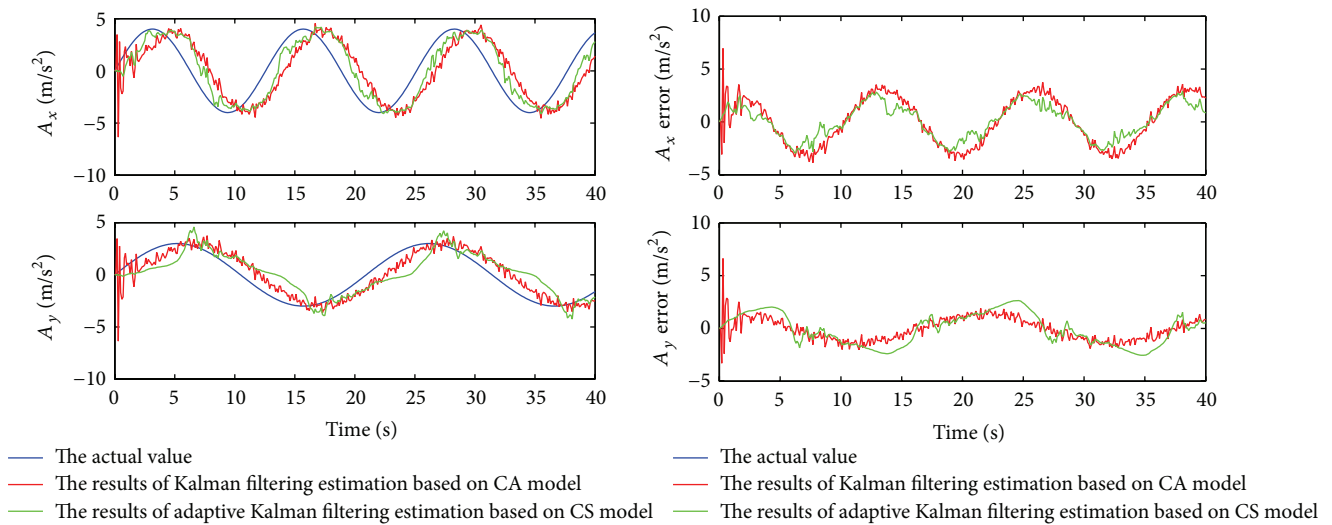 5
0
−5
−10
A_x (m/s²)
0 5 10 15 20 25 30 35 40
5
0
−5
−10
A_y (m/s²)
0 5 10 15 20 25 30 35 40
Time (s)
The actual value
The results of Kalman filtering estimation based on CA model
The results of adaptive Kalman filtering estimation based on CS model
10
5
0
−5
A_x error (m/s²)
0 5 10 15 20 25 30 35 40
10
5
0
−5
A_y error (m/s²)
0 5 10 15 20 25 30 35 40
Time (s)
The actual value
The results of Kalman filtering estimation based on CA model
The results of adaptive Kalman filtering estimation based on CS model